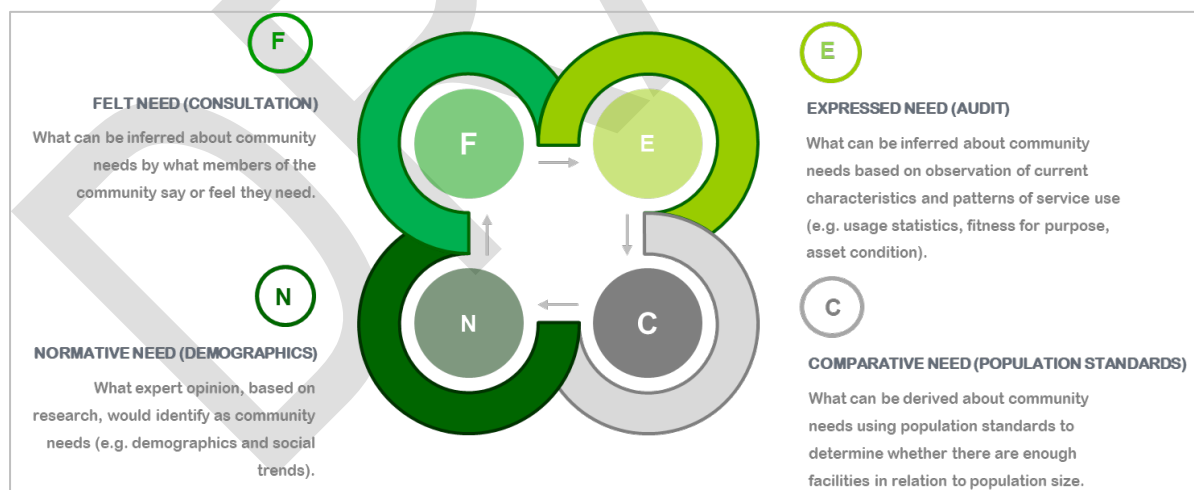 F
FELT NEED (CONSULTATION)
What can be inferred about community
needs by what members of the
community say or feel they need.
N
NORMATIVE NEED (DEMOGRAPHICS)
What expert opinion, based on
research, would identify as community
needs (e.g. demographics and social
trends).
F
E
N
C
E
EXPRESSED NEED (AUDIT)
What can be inferred about community
needs based on observation of current
characteristics and patterns of service use
(e.g. usage statistics, fitness for purpose,
asset condition).
C
COMPARATIVE NEED (POPULATION STANDARDS)
What can be derived about community
needs using population standards to
determine whether there are enough
facilities in relation to population size.